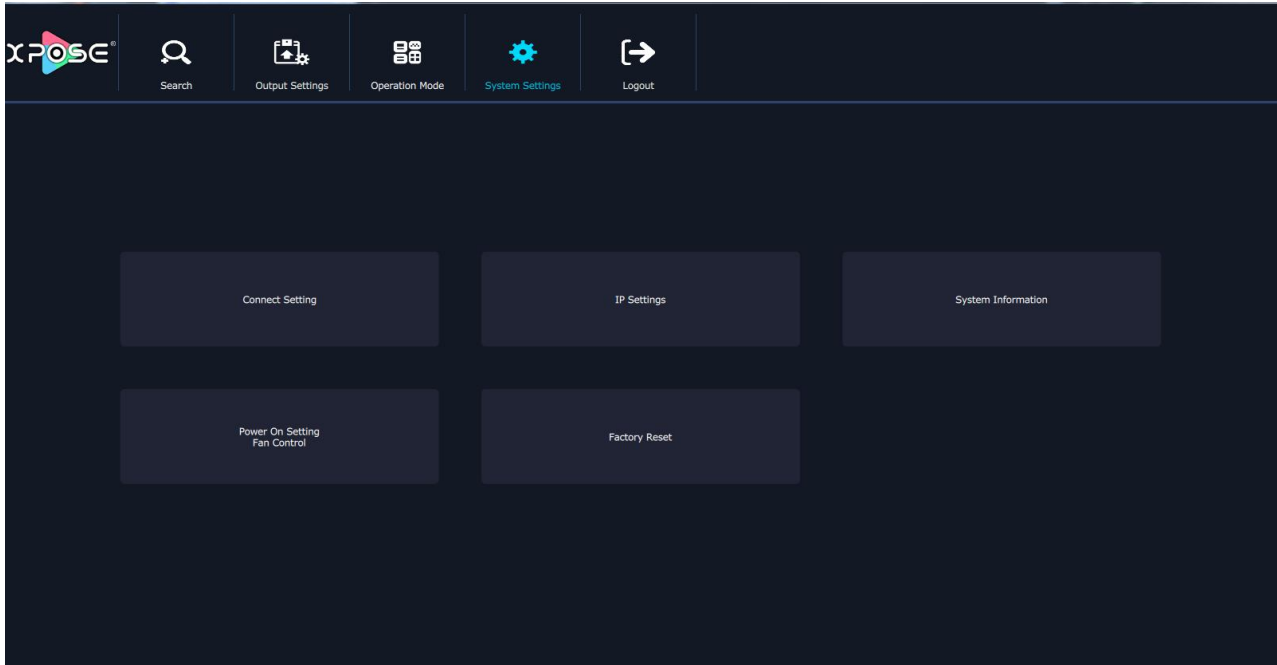 XPOSE®
Search
Output Settings
Operation Mode
System Settings
Logout
Connect Setting
IP Settings
System Information
Power On Setting
Fan Control
Factory Reset